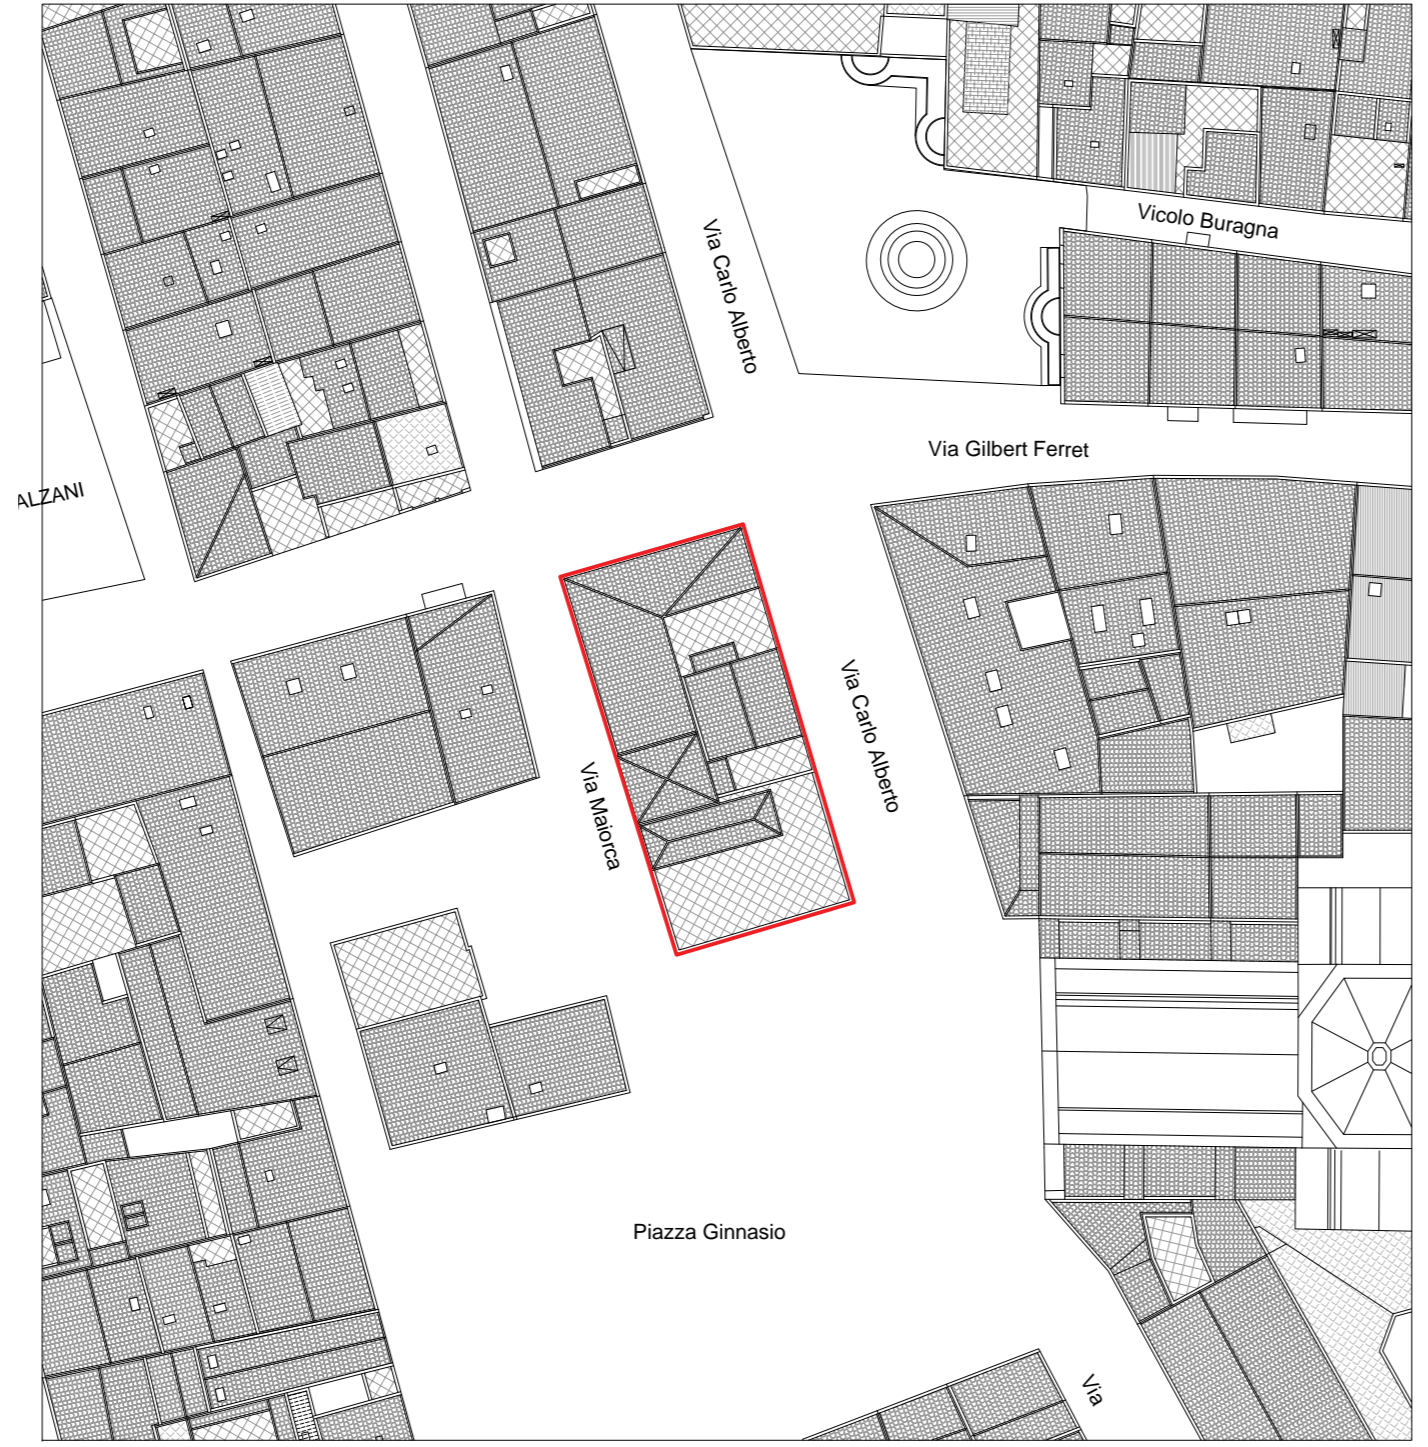 Vicolo Buragna
Via Carlo Alberto
Via Gilbert Ferret
ALZANI
Via Carlo Alberto
Via Maiorca
Piazza Ginnasio
Via